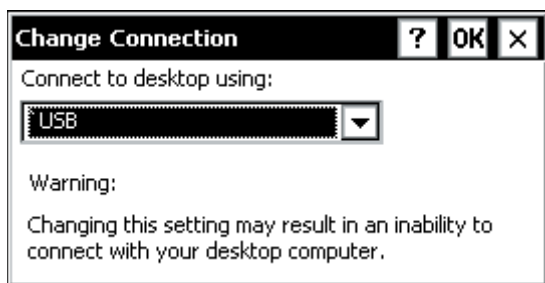 Change Connection ? OK ×
Connect to desktop using:
USB
Warning:
Changing this setting may result in an inability to
connect with your desktop computer.